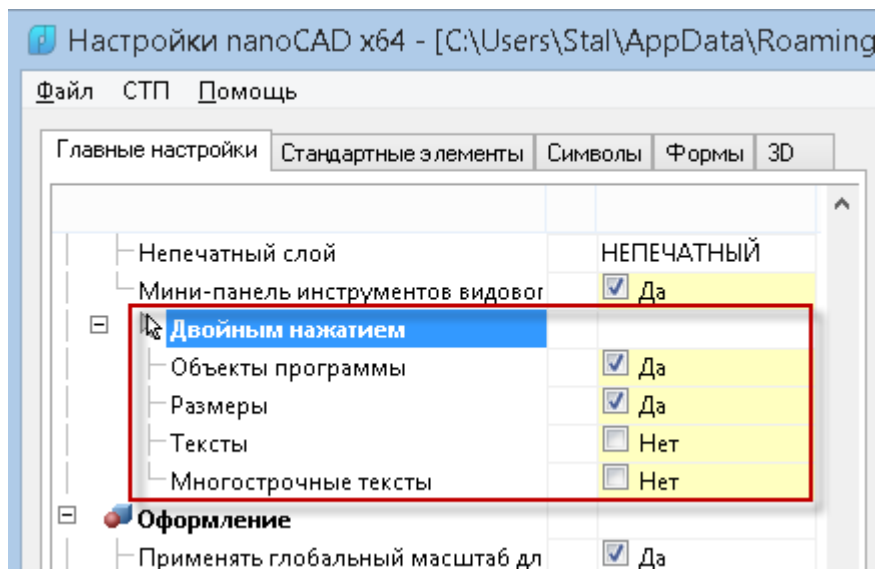 Настройки nanoCAD x64 - [C:\Users\Stal\AppData\Roaming
Файл СТП Помощь
Главные настройки Стандартные элементы Символы Формы 3D
Непечатный слой НЕПЕЧАТНЫЙ
Мини-панель инструментов видовог Да
Двойным нажатием
Объекты программы Да
Размеры Да
Тексты Нет
Многострочные тексты Нет
Оформление
Применять глобальный масштаб дл Да